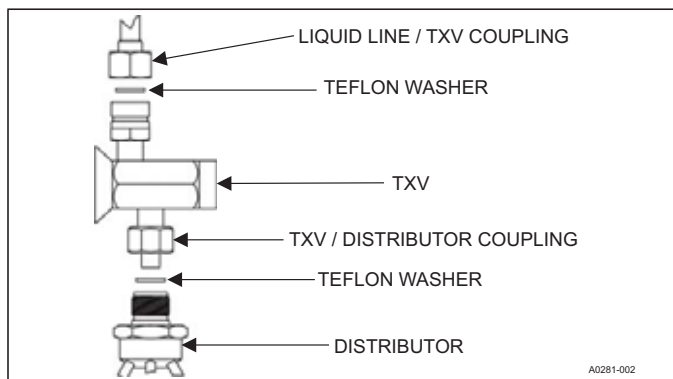 LIQUID LINE / TXV COUPLING
TEFLON WASHER
TXV
TXV / DISTRIBUTOR COUPLING
TEFLON WASHER
DISTRIBUTOR
A0281-002